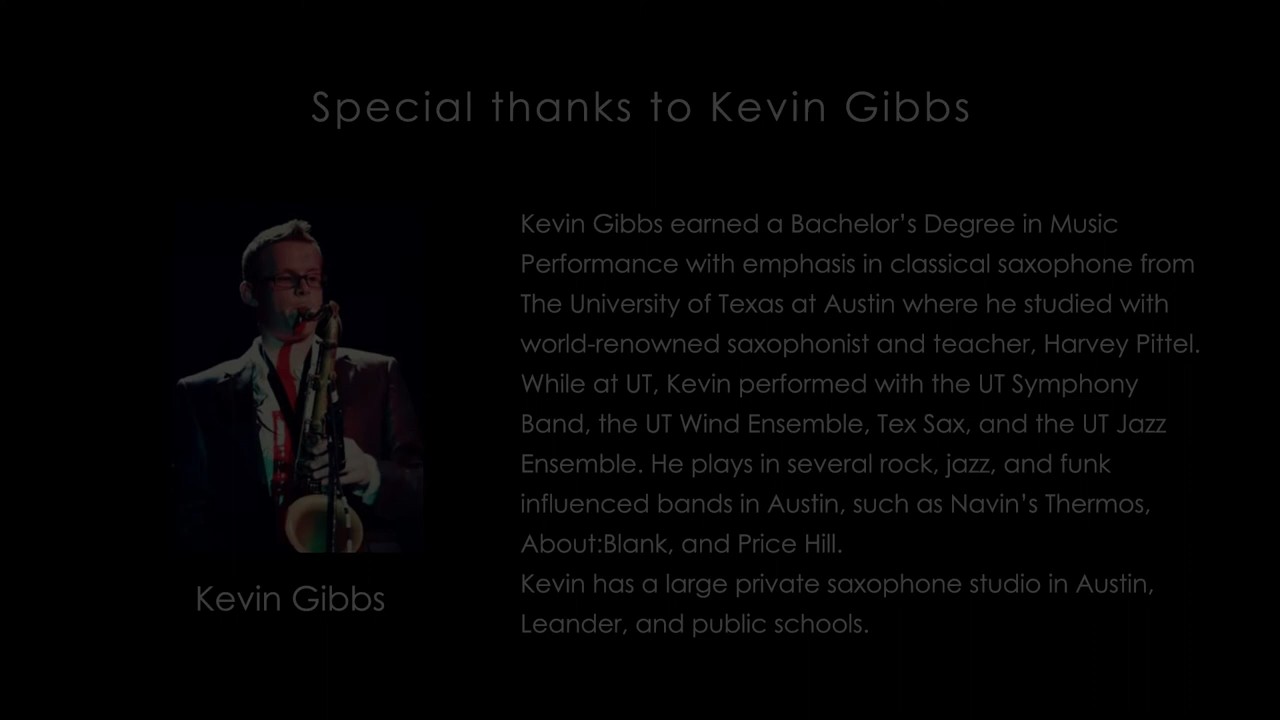 Special thanks to Kevin Gibbs
Kevin Gibbs earned a Bachelor’s Degree in Music
Performance with emphasis in classical saxophone from
The University of Texas at Austin where he studied with
world-renowned saxophonist and teacher, Harvey Pittel.
While at UT, Kevin performed with the UT Symphony
Band, the UT Wind Ensemble, Tex Sax, and the UT Jazz
Ensemble. He plays in several rock, jazz, and funk
influenced bands in Austin, such as Navin’s Thermos,
About:Blank, and Price Hill.
Kevin has a large private saxophone studio in Austin,
Leander, and public schools.
Kevin Gibbs